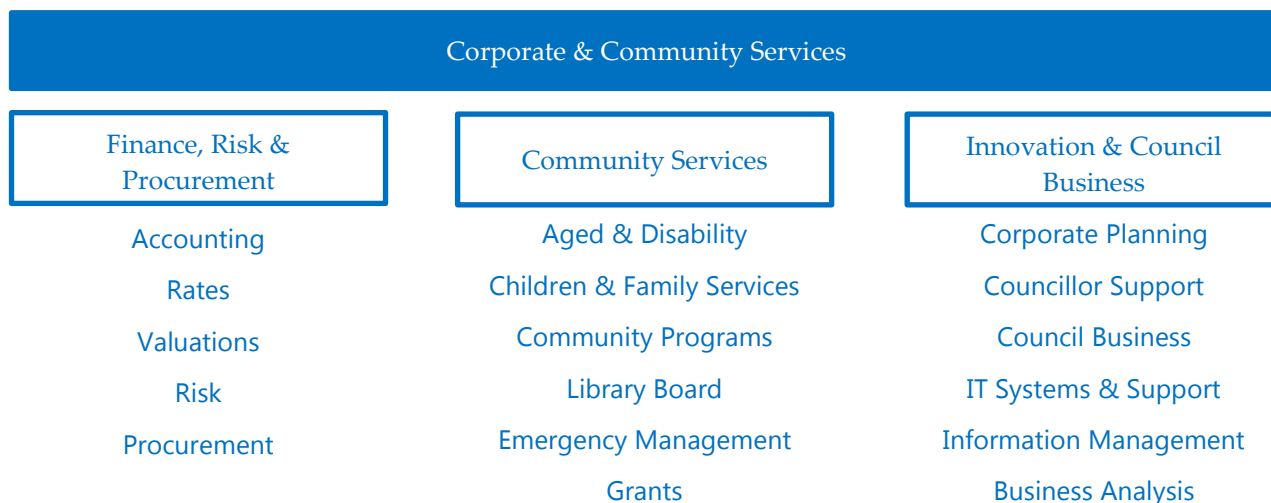 Corporate & Community Services
Finance, Risk &
Procurement
Accounting
Rates
Valuations
Risk
Procurement
Community Services
Aged & Disability
Children & Family Services
Community Programs
Library Board
Emergency Management
Grants
Innovation & Council
Business
Corporate Planning
Councillor Support
Council Business
IT Systems & Support
Information Management
Business Analysis